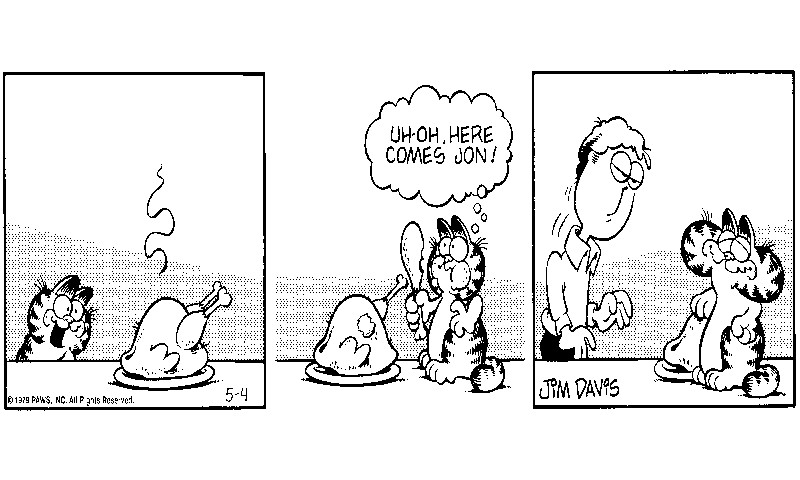 © 1979 PAWS, INC. All Rights Reserved.
5-4
UH-OH, HERE
COMES JON!
JIM DAVIS